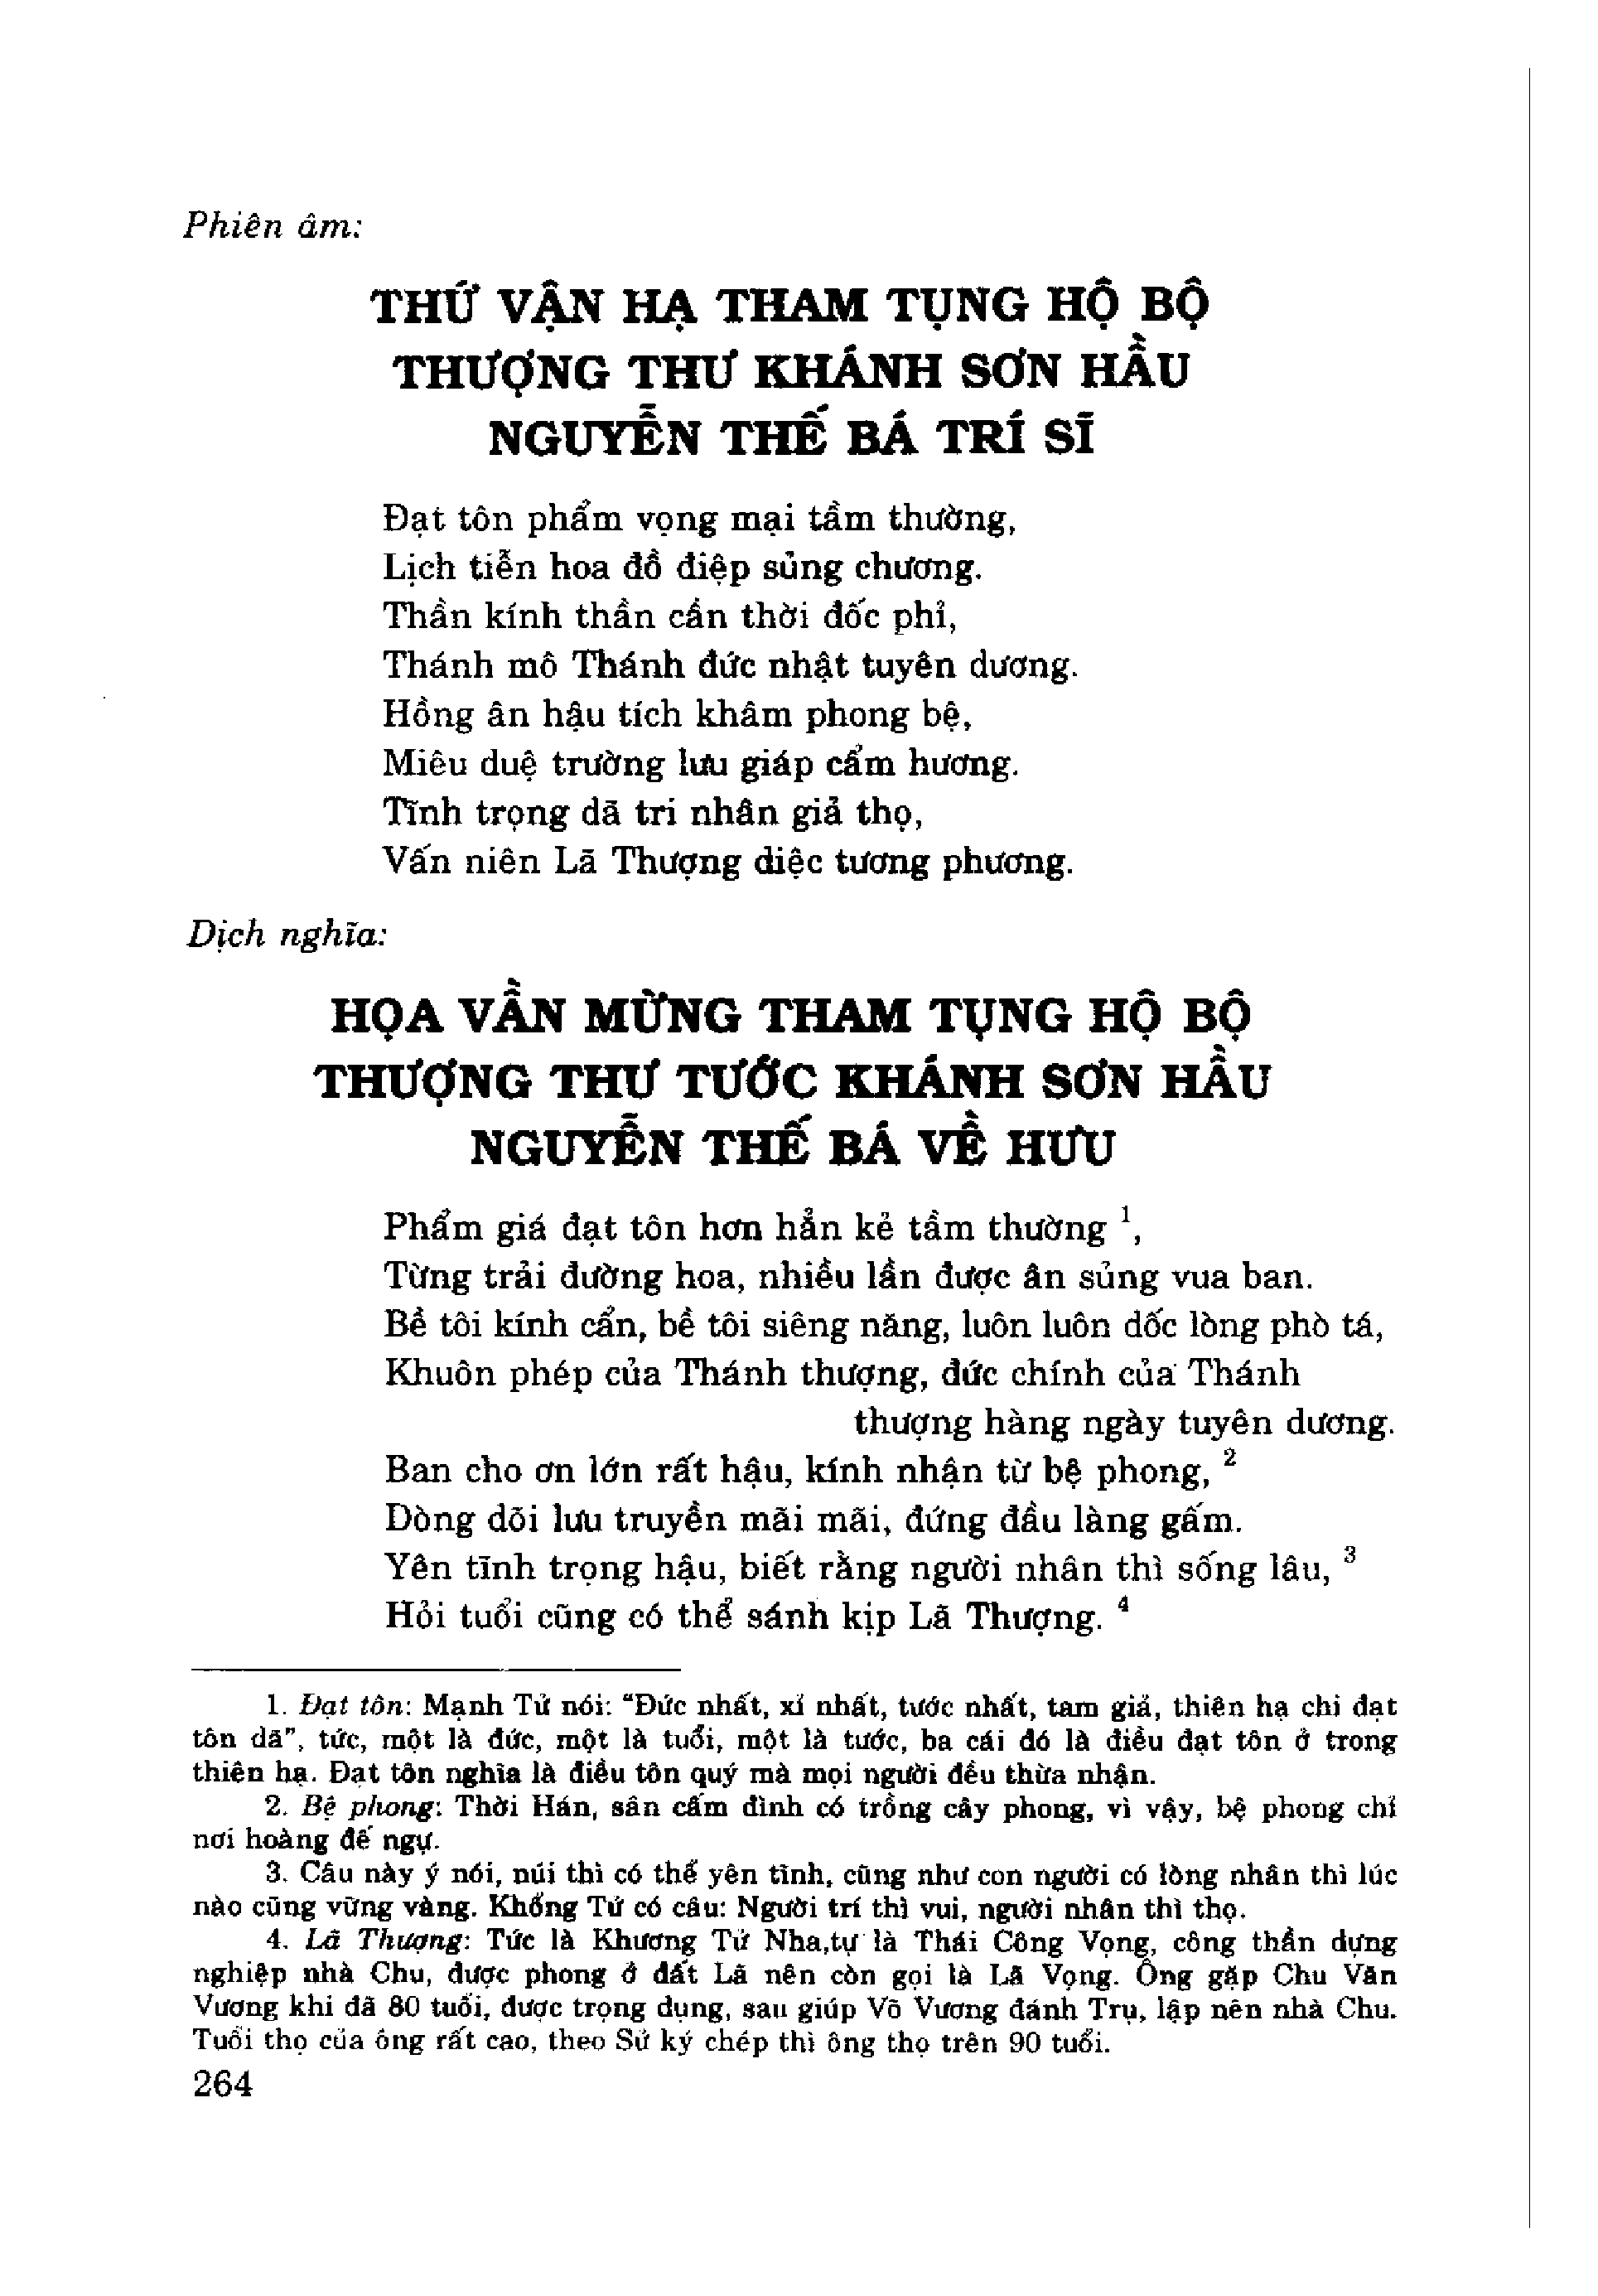 Phiên âm:
THỨ VẬN HẠ THAM TỤNG HỘ BỘ
THƯỢNG THƯ KHÁNH SƠN HẦU
NGUYỄN THẾ BÁ TRÍ SĨ
Đạt tôn phẩm vọng mại tầm thường,
Lịch tiễn hoa đồ điệp sủng chương.
Thần kính thần cần thời đốc phỉ,
Thánh mô Thánh đức nhật tuyên dương.
Hồng ân hậu tích khâm phong bệ,
Miêu duệ trường lưu giáp cẩm hương.
Tĩnh trọng dã tri nhân giả thọ,
Vấn niên Lã Thượng diệc tương phương.
Dịch nghĩa:
HỌA VẦN MỪNG THAM TỤNG HỘ BỘ
THƯỢNG THƯ TƯỚC KHÁNH SƠN HẦU
NGUYỄN THẾ BÁ VỀ HƯU
Phẩm giá đạt tôn hơn hẳn kẻ tầm thường 1,
Từng trải đường hoa, nhiều lần được ân sủng vua ban.
Bề tôi kính cẩn, bề tôi siêng năng, luôn luôn dốc lòng phò tá,
Khuôn phép của Thánh thượng, đức chính của Thánh
thượng hàng ngày tuyên dương.
Ban cho ơn lớn rất hậu, kính nhận từ bệ phong, 2
Dòng dõi lưu truyền mãi mãi, đứng đầu làng gấm.
Yên tĩnh trọng hậu, biết rằng người nhân thì sống lâu, 3
Hỏi tuổi cũng có thể sánh kịp Lã Thượng. 4
1. Đạt tôn: Mạnh Tử nói: "Đức nhất, xỉ nhất, tước nhất, tam giả, thiên hạ chi đạt
tôn dã", tức, một là đức, một là tuổi, một là tước, ba cái đó là điều đạt tôn ở trong
thiên hạ. Đạt tôn nghĩa là điều tôn quý mà mọi người đều thừa nhận.
2. Bệ phong: Thời Hán, sân cấm đình có trồng cây phong, vì vậy, bệ phong chỉ
nơi hoàng đế ngự.
3. Câu này ý nói, núi thì có thể yên tĩnh, cũng như con người có lòng nhân thì lúc
nào cũng vững vàng. Khổng Tử có câu: Người trí thì vui, người nhân thì thọ.
4. Lã Thượng: Tức là Khương Tử Nha,tự là Thái Công Vọng, công thần dựng
nghiệp nhà Chu, được phong ở đất Lã nên còn gọi là Lã Vọng. Ông gặp Chu Văn
Vương khi đã 80 tuổi, được trọng dụng, sau giúp Võ Vương đánh Trụ, lập nên nhà Chu.
Tuổi thọ của ông rất cao, theo Sử ký chép thì ông thọ trên 90 tuổi.
264